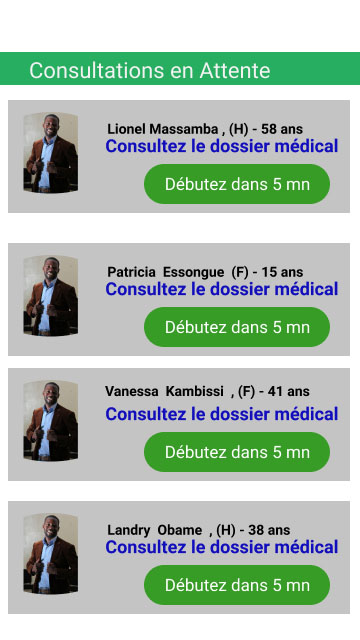 Consultations en Attente
Lionel Massamba , (H) - 58 ans
Consultez le dossier médical
Débutez dans 5 mn
Patricia Essongue (F) - 15 ans
Consultez le dossier médical
Débutez dans 5 mn
Vanessa Kambissi , (F) - 41 ans
Consultez le dossier médical
Débutez dans 5 mn
Landry Obame , (H) - 38 ans
Consultez le dossier médical
Débutez dans 5 mn